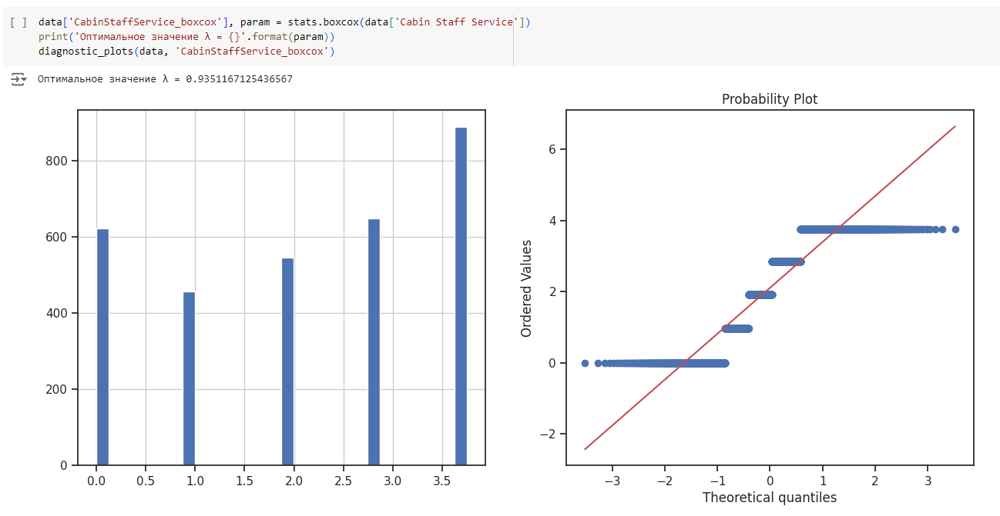 [ ] data['CabinStaffService_boxcox'], param = stats.boxcox(data['Cabin Staff Service'])
print('Оптимальное значение λ = {}'.format(param))
diagnostic_plots(data, 'CabinStaffService_boxcox')
Оптимальное значение λ = 0.9351167125436567
800
600
400
200
0
0.0 0.5 1.0 1.5 2.0 2.5 3.0 3.5
Probability Plot
Ordered Values
6
4
2
0
−2
−3 −2 −1 0 1 2 3
Theoretical quantiles